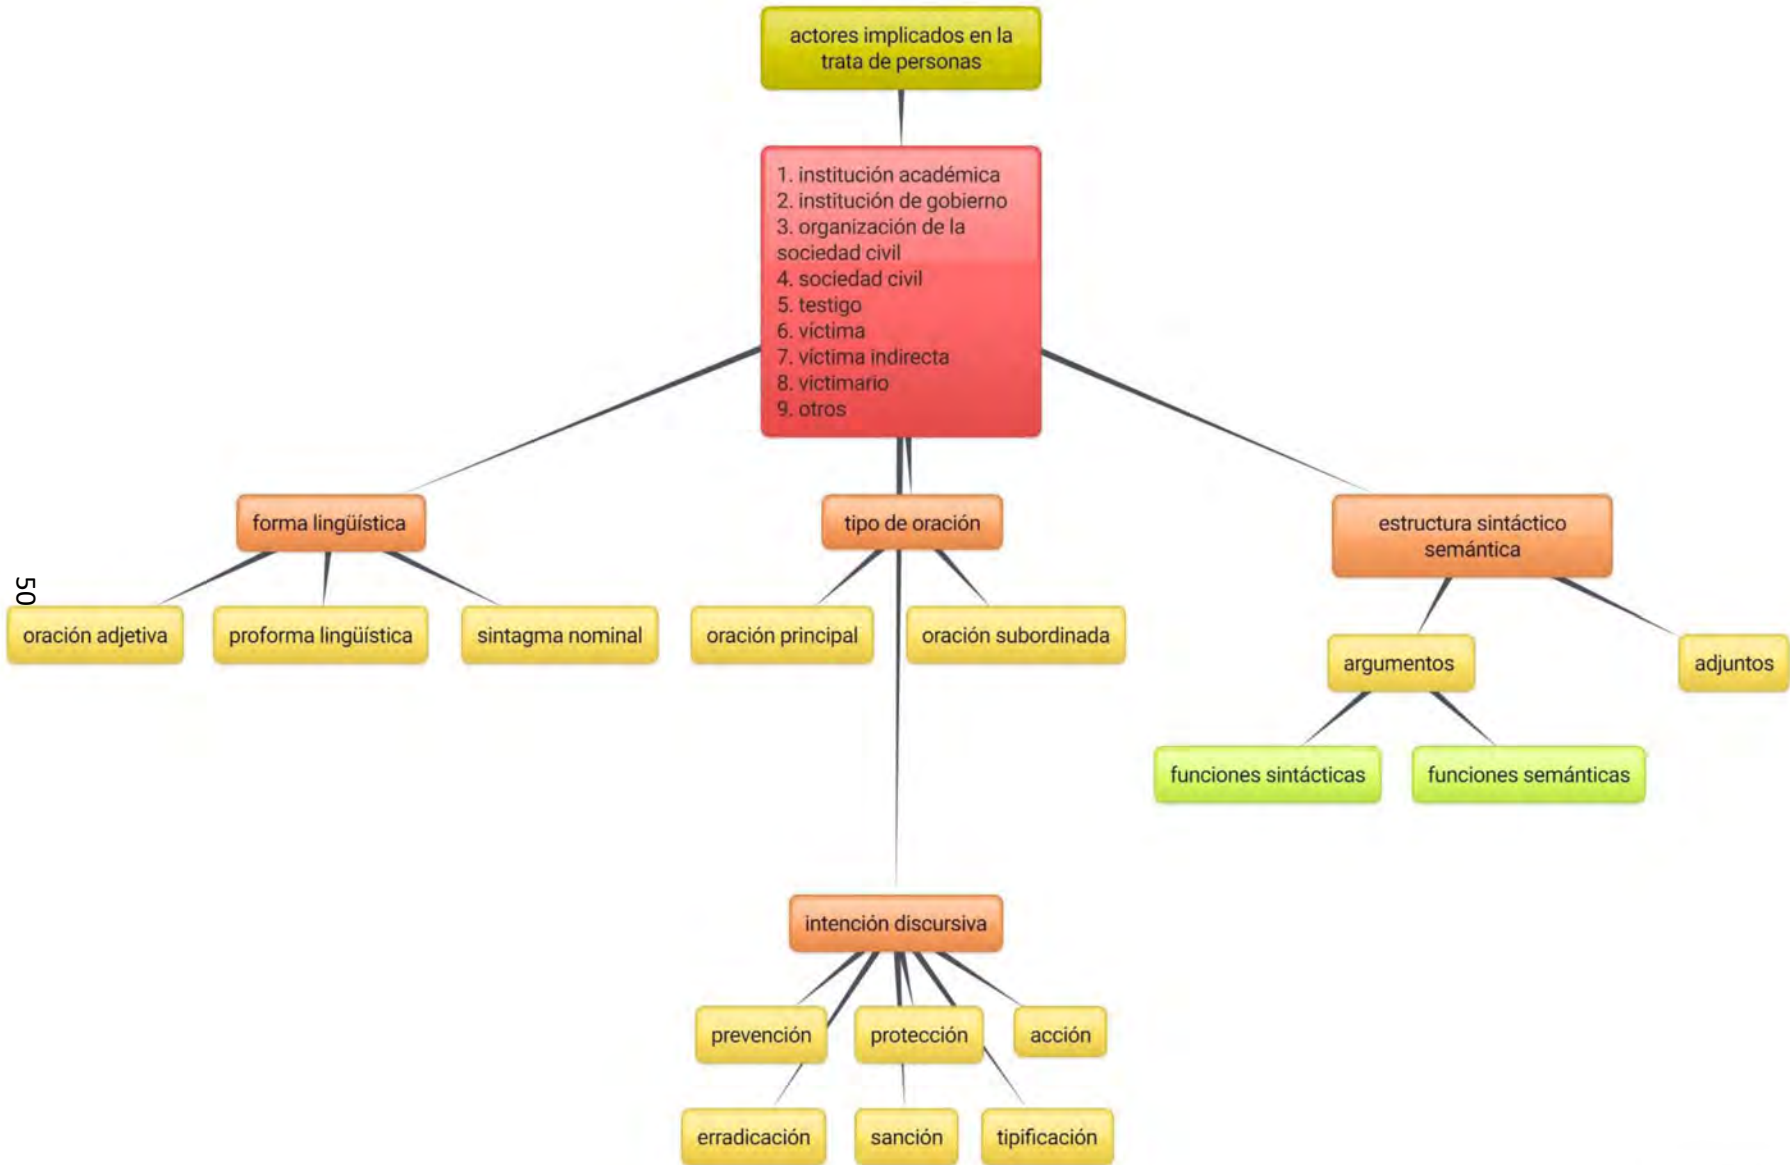 actores implicados en la
trata de personas
1. institución académica
2. institución de gobierno
3. organización de la
sociedad civil
4. sociedad civil
5. testigo
6. víctima
7. víctima indirecta
8. victimario
9. otros
forma lingüística
tipo de oración
estructura sintáctico
semántica
50
oración adjetiva
proforma lingüística
sintagma nominal
oración principal
oración subordinada
argumentos
adjuntos
funciones sintácticas
funciones semánticas
intención discursiva
prevención
protección
acción
erradicación
sanción
tipificación